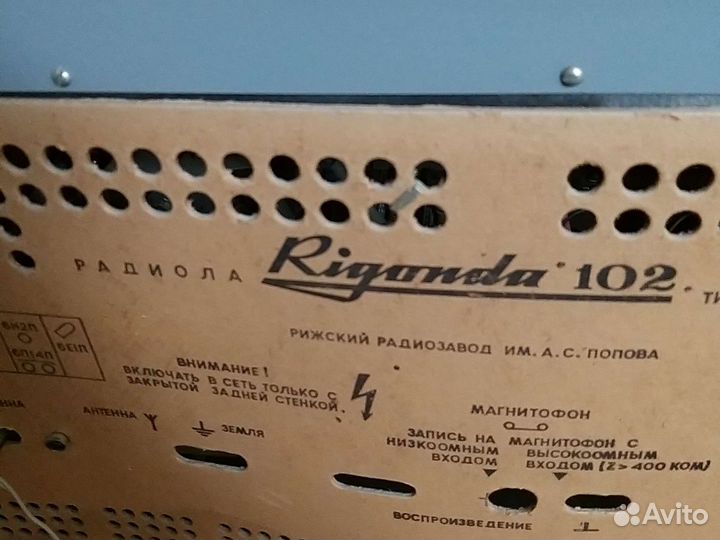 РАДИОЛА Rigonda 102
РИЖСКИЙ РАДИОЗАВОД ИМ. А.С. ПОПОВА
6Н2П
6Е1П
6П14П
ВНИМАНИЕ!
ВКЛЮЧАТЬ В СЕТЬ ТОЛЬКО С
ЗАКРЫТОЙ ЗАДНЕЙ СТЕНКОЙ.
АНТЕННА
ЗЕМЛЯ
МАГНИТОФОН
ЗАПИСЬ НА
НИЗКООМНЫМ
ВХОДОМ
МАГНИТОФОН С
ВЫСОКООМНЫМ
ВХОДОМ (Z > 400 КОМ)
ВОСПРОИЗВЕДЕНИЕ
Avito